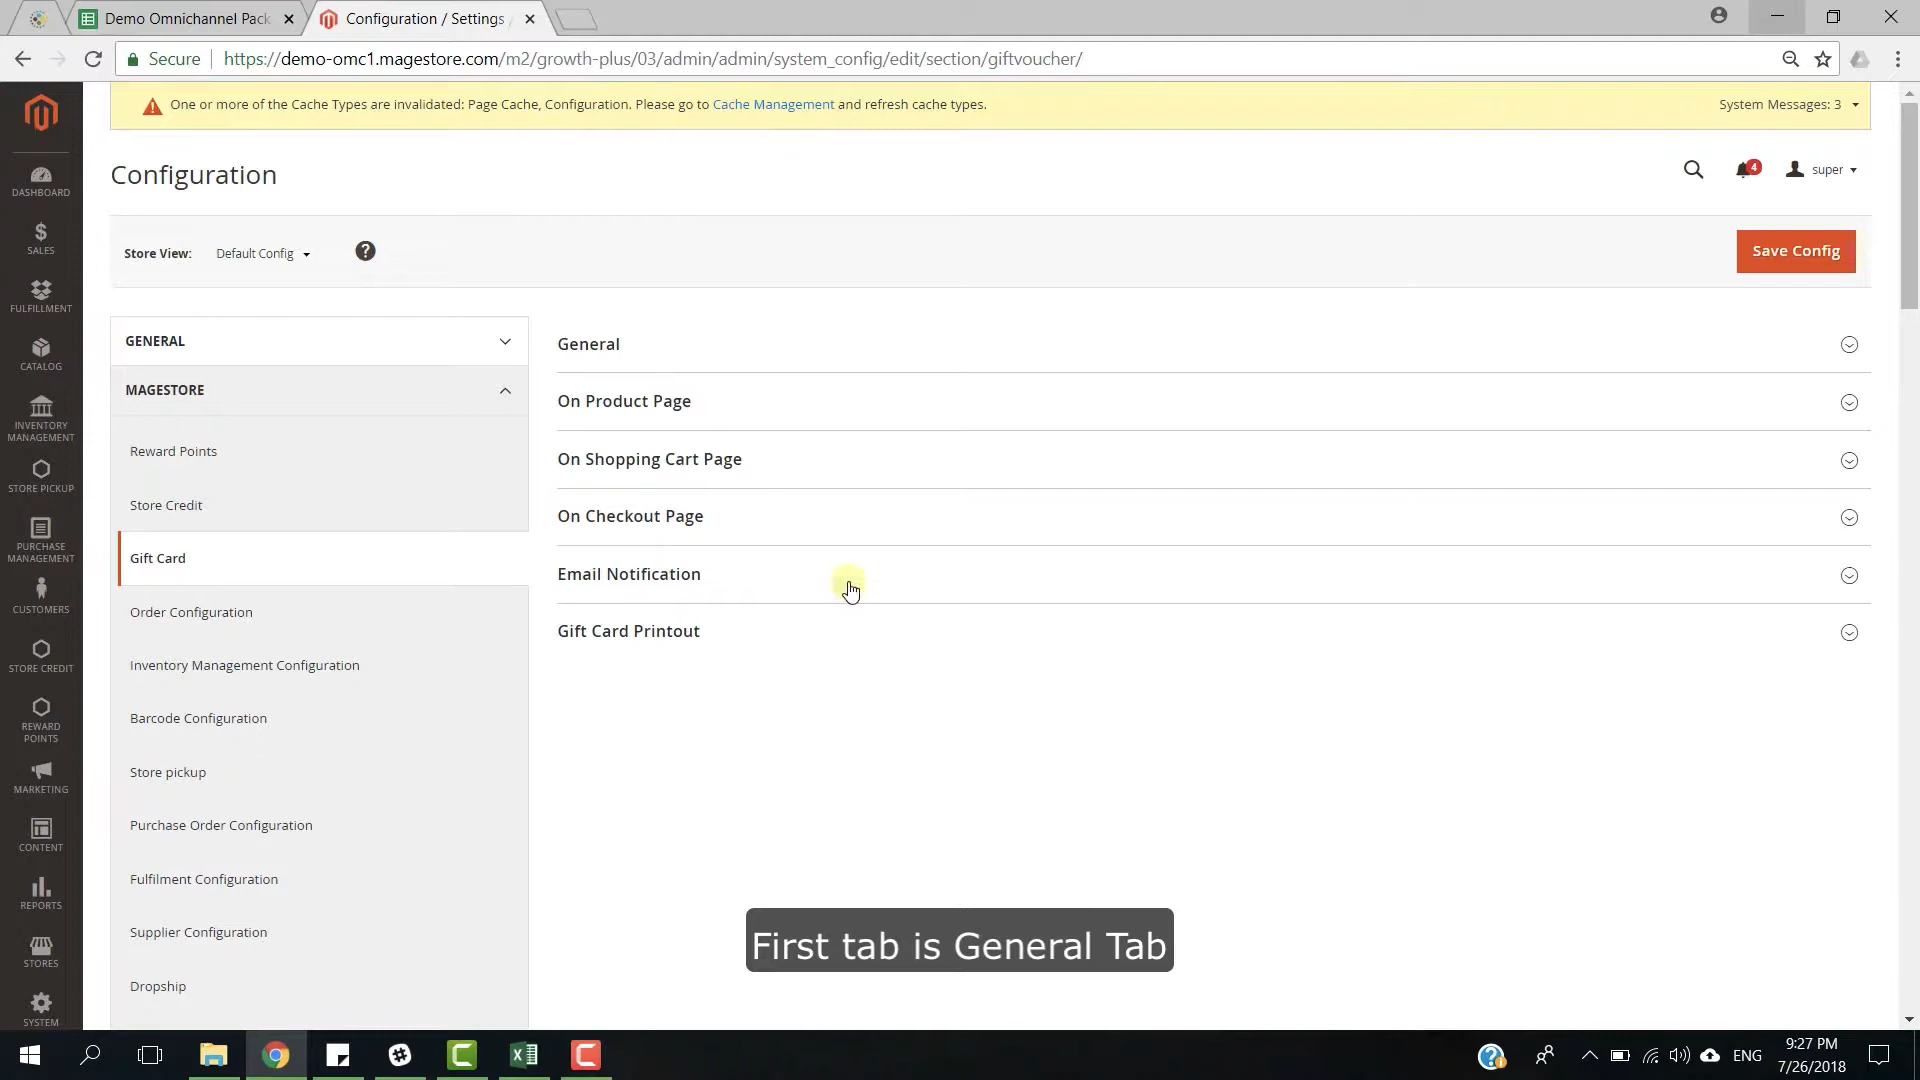 Demo Omnichannel Pack
Configuration / Settings /
Secure
https://demo-omc1.magestore.com/m2/growth-plus/03/admin/admin/system_config/edit/section/giftvoucher/
One or more of the Cache Types are invalidated: Page Cache, Configuration. Please go to Cache Management and refresh cache types.
System Messages: 3
Configuration
4
super
Store View:
Default Config
?
Save Config
DASHBOARD
SALES
FULFILLMENT
CATALOG
INVENTORY
MANAGEMENT
STORE PICKUP
PURCHASE
MANAGEMENT
CUSTOMERS
STORE CREDIT
REWARD
POINTS
MARKETING
CONTENT
REPORTS
STORES
SYSTEM
GENERAL
MAGESTORE
Reward Points
Store Credit
Gift Card
Order Configuration
Inventory Management Configuration
Barcode Configuration
Store pickup
Purchase Order Configuration
Fulfilment Configuration
Supplier Configuration
Dropship
General
On Product Page
On Shopping Cart Page
On Checkout Page
Email Notification
Gift Card Printout
First tab is General Tab
ENG
9:27 PM
7/26/2018